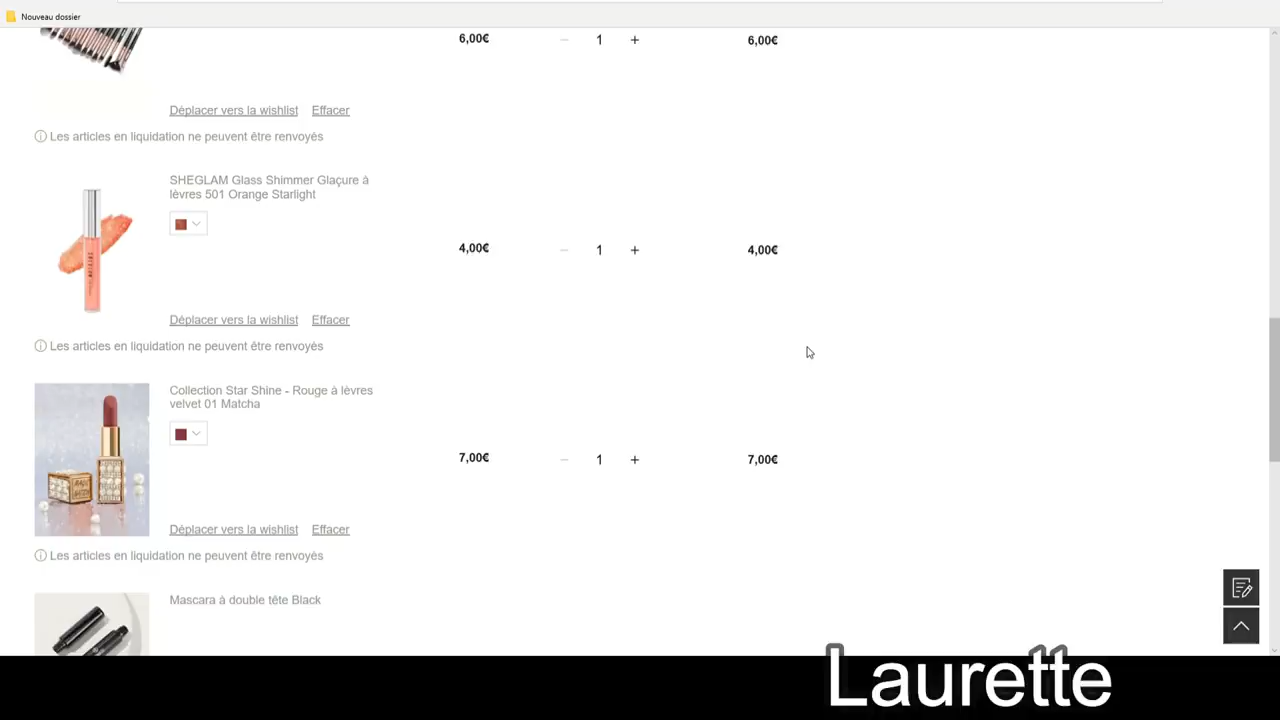 Nouveau dossier
6,00€ − 1 + 6,00€
Déplacer vers la wishlist Effacer
Les articles en liquidation ne peuvent être renvoyés
SHEGLAM Glass Shimmer Glaçure à
lèvres 501 Orange Starlight
4,00€ − 1 + 4,00€
Déplacer vers la wishlist Effacer
Les articles en liquidation ne peuvent être renvoyés
Collection Star Shine - Rouge à lèvres
velvet 01 Matcha
7,00€ − 1 + 7,00€
Déplacer vers la wishlist Effacer
Les articles en liquidation ne peuvent être renvoyés
Mascara à double tête Black
Laurette